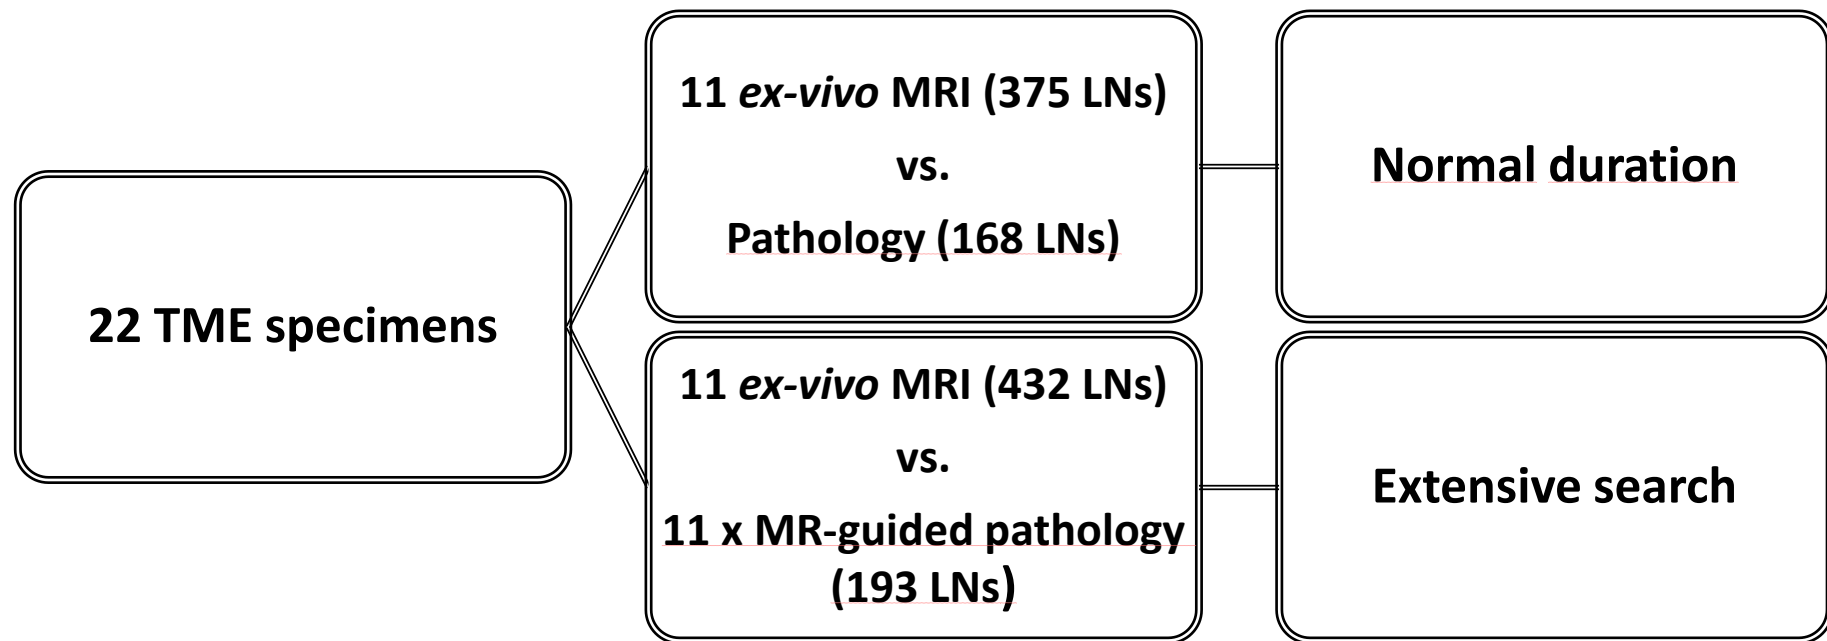 22 TME specimens
11 ex-vivo MRI (375 LNs)
vs.
Pathology (168 LNs)
Normal duration
11 ex-vivo MRI (432 LNs)
vs.
11 x MR-guided pathology
(193 LNs)
Extensive search